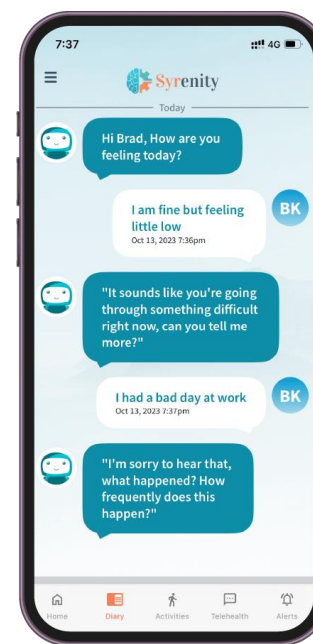 7:37
4G
Syrenity
Today
Hi Brad, How are you
feeling today?
I am fine but feeling
little low
Oct 13, 2023 7:36pm
BK
"It sounds like you're going
through something difficult
right now, can you tell me
more?"
I had a bad day at work
Oct 13, 2023 7:37pm
BK
"I'm sorry to hear that,
what happened? How
frequently does this
happen?"
Home Diary Activities Telehealth Alerts